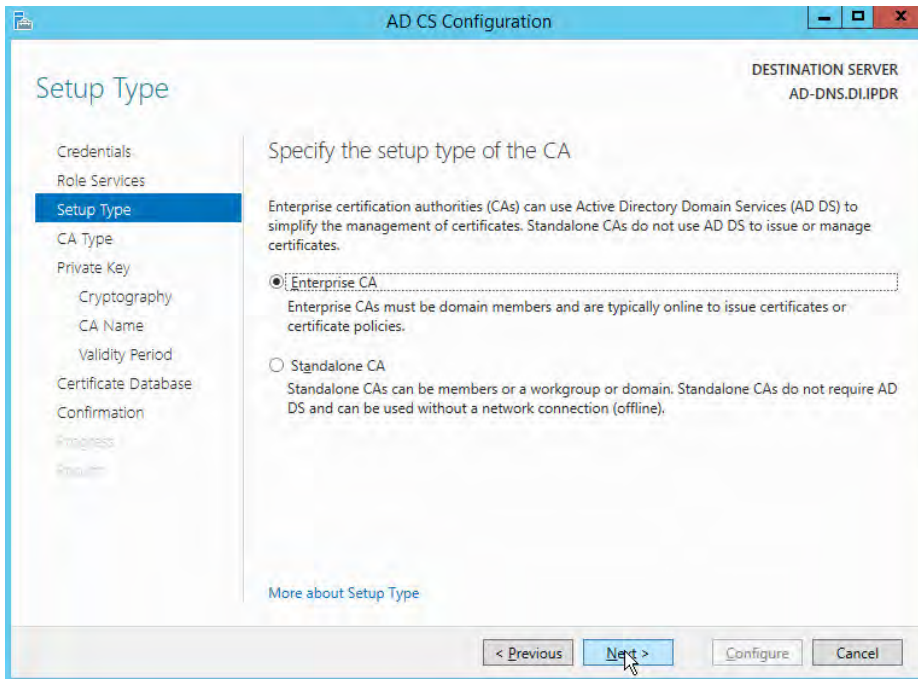 AD CS Configuration
Setup Type
DESTINATION SERVER
AD-DNS.DI.IPDR
Credentials
Role Services
Setup Type
CA Type
Private Key
Cryptography
CA Name
Validity Period
Certificate Database
Confirmation
Progress
Results
Specify the setup type of the CA
Enterprise certification authorities (CAs) can use Active Directory Domain Services (AD DS) to
simplify the management of certificates. Standalone CAs do not use AD DS to issue or manage
certificates.
Enterprise CA
Enterprise CAs must be domain members and are typically online to issue certificates or
certificate policies.
Standalone CA
Standalone CAs can be members or a workgroup or domain. Standalone CAs do not require AD
DS and can be used without a network connection (offline).
More about Setup Type
< Previous
Next >
Configure
Cancel